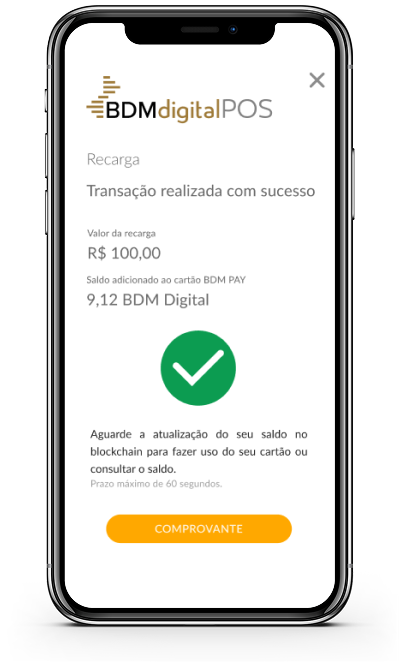 BDMdigitalPOS
Recarga
Transação realizada com sucesso
Valor da recarga
R$ 100,00
Saldo adicionado ao cartão BDM PAY
9,12 BDM Digital
Aguarde a atualização do seu saldo no
blockchain para fazer uso do seu cartão ou
consultar o saldo.
Prazo máximo de 60 segundos.
COMPROVANTE